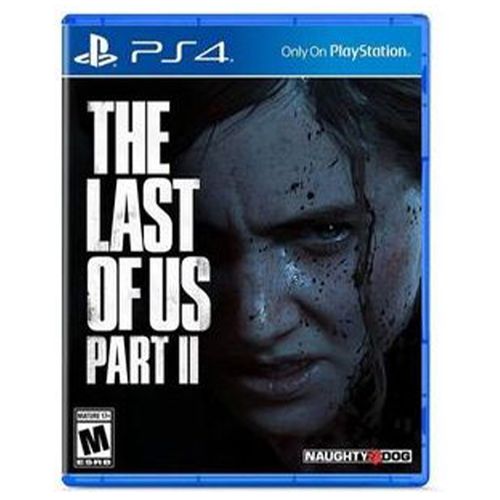 PS4
Only On PlayStation®
THE
LAST
OF US
PART II
MATURE 17+
M
ESRB
NAUGHTY DOG